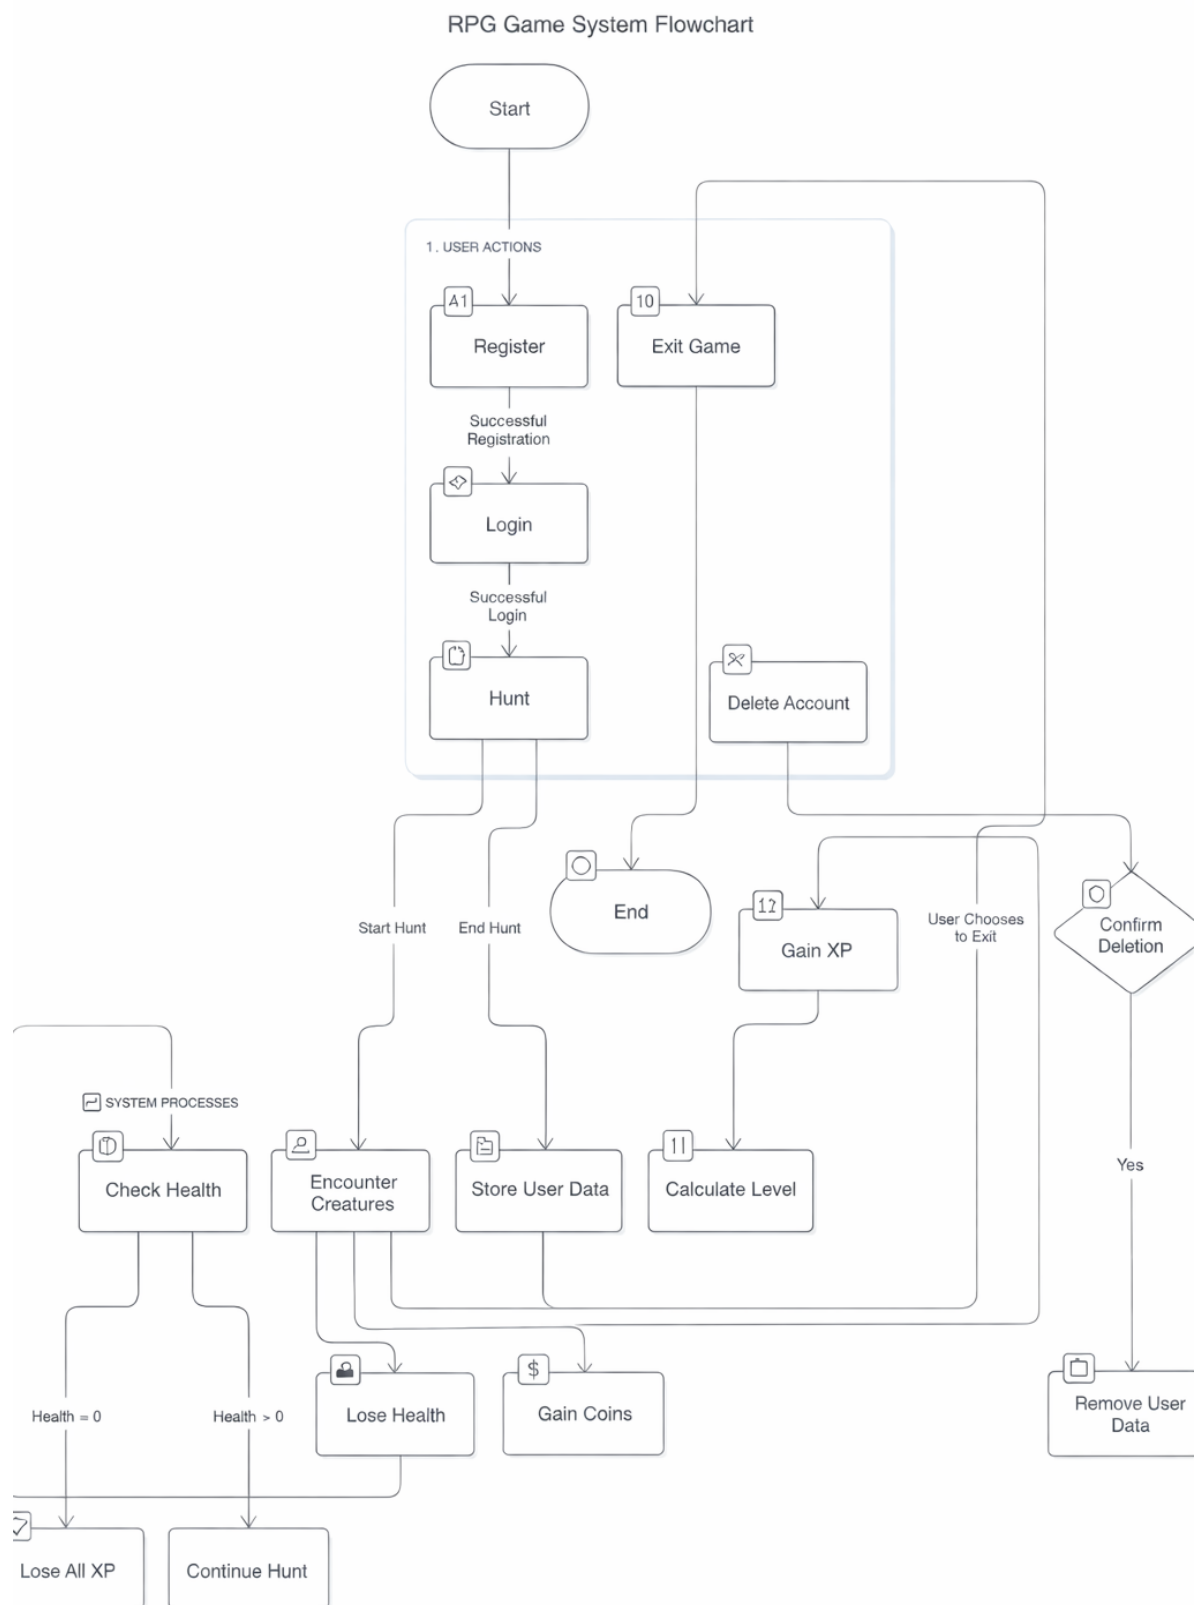 RPG Game System Flowchart
Start
1. USER ACTIONS
A1
Register
10
Exit Game
Successful
Registration
Login
Successful
Login
Hunt
Delete Account
End
Start Hunt
End Hunt
Gain XP
User Chooses
to Exit
Confirm
Deletion
SYSTEM PROCESSES
Check Health
Encounter
Creatures
Store User Data
Calculate Level
Yes
Health = 0
Health > 0
Lose Health
$
Gain Coins
Remove User
Data
Lose All XP
Continue Hunt